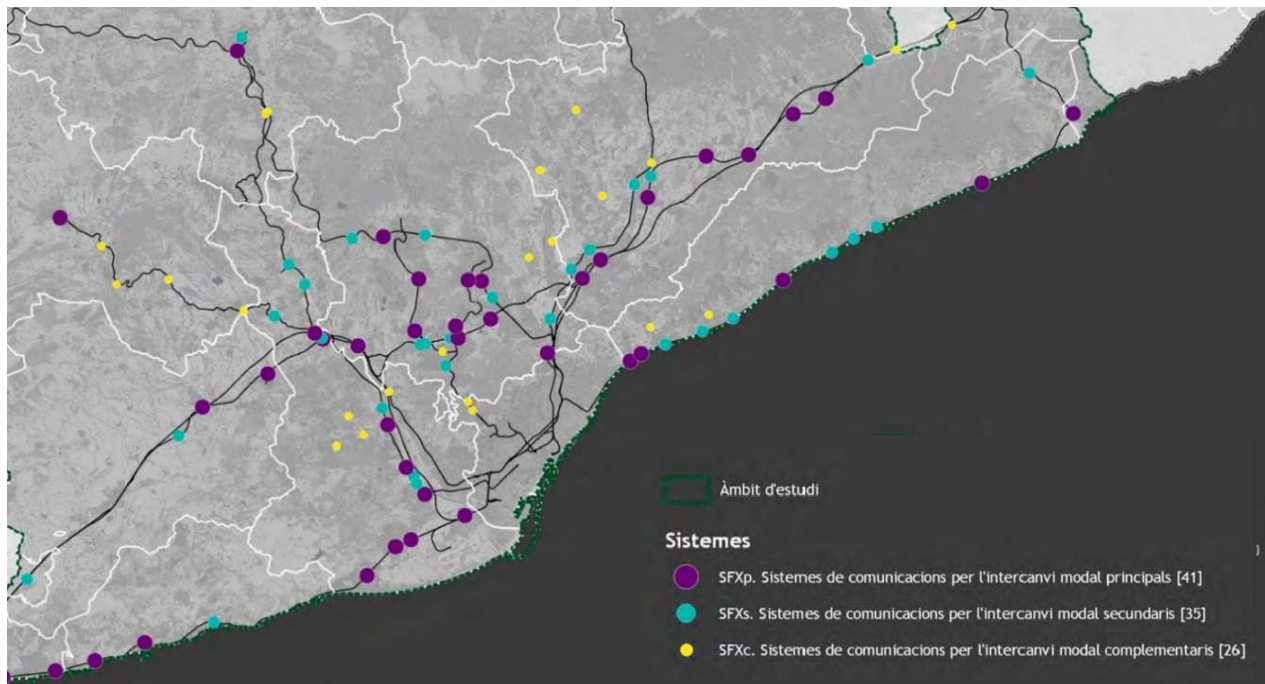 Àmbit d'estudi
Sistemes
SFXp. Sistemes de comunicacions per l'intercanvi modal principals [41]
SFXs. Sistemes de comunicacions per l'intercanvi modal secundaris [35]
SFXc. Sistemes de comunicacions per l'intercanvi modal complementaris [26]